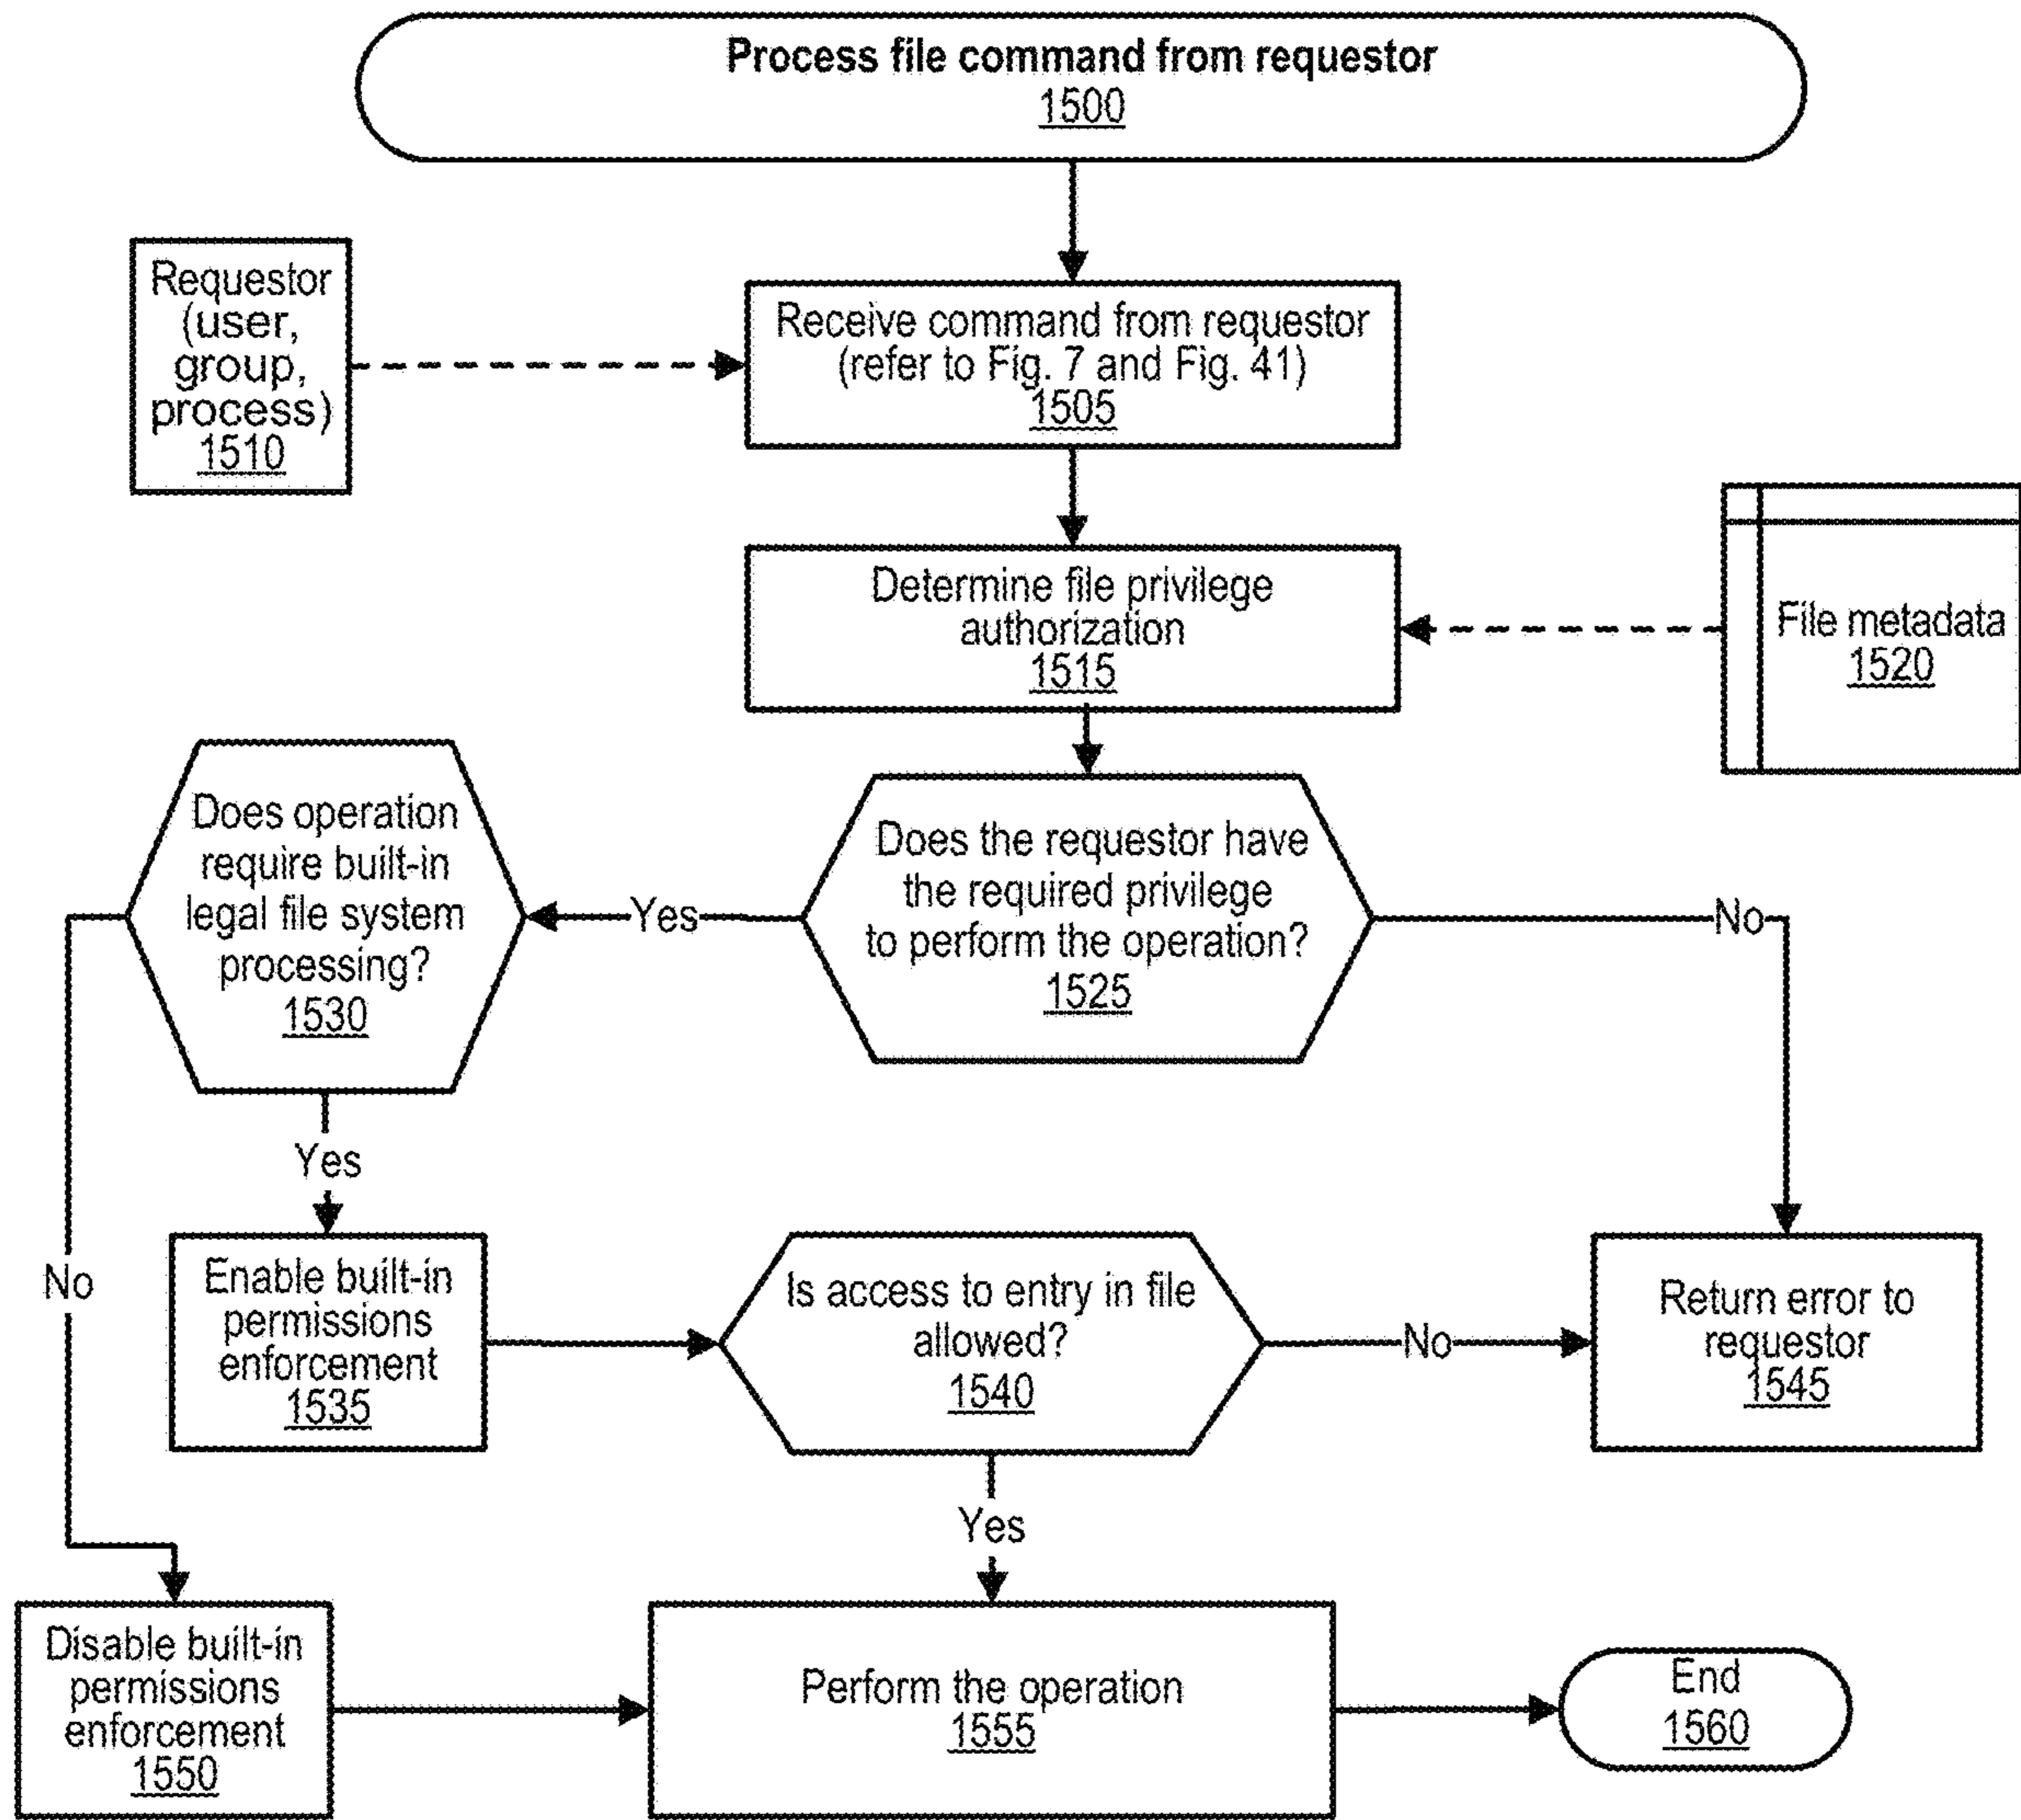 Process file command from requestor
1500
Requestor
(user,
group,
process)
1510
Receive command from requestor
(refer to Fig. 7 and Fig. 41)
1505
Determine file privilege
authorization
1515
File metadata
1520
Does operation
require built-in
legal file system
processing?
1530
Yes
Does the requestor have
the required privilege
to perform the operation?
1525
No
Yes
No
Enable built-in
permissions
enforcement
1535
Is access to entry in file
allowed?
1540
No
Return error to
requestor
1545
Yes
Disable built-in
permissions
enforcement
1550
Perform the operation
1555
End
1560